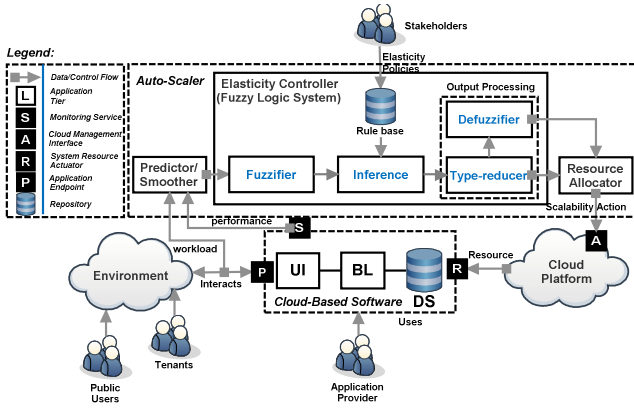 Stakeholders
Legend:
Data/Control Flow
L
Application
Tier
S
Monitoring Service
A
Cloud Management
Interface
R
System Resource
Actuator
P
Application
Endpoint
Repository
Elasticity
Policies
Auto-Scaler
Elasticity Controller
(Fuzzy Logic System)
Output Processing
Rule base
Defuzzifier
Predictor/
Smoother
Fuzzifier
Inference
Type-reducer
Resource
Allocator
Scalability Action
performance
S
A
workload
Environment
Interacts
P
UI
BL
DS
R
Resource
Cloud
Platform
Cloud-Based Software
Uses
Tenants
Public
Users
Application
Provider